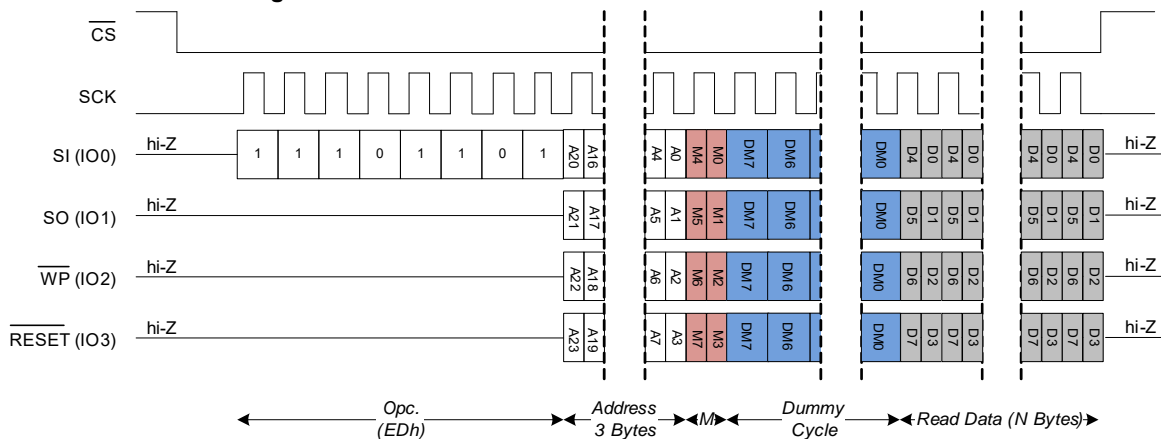 CS
SCK
SI (IO0) hi-Z 1 1 1 0 1 1 0 1 A20 A16 A4 A0 M4 M0 DM7 DM6 DM0 D4 D0 D4 D0 D4 D0 D4 D0 hi-Z
SO (IO1) hi-Z A21 A17 A5 A1 M5 M1 D5 D1 D5 D1 D5 D1 D5 D1 DM7 DM6 DM0 hi-Z
WP (IO2) hi-Z A22 A18 A6 A2 M6 M2 DM7 DM6 DM0 D6 D2 D6 D2 D6 D2 D6 D2 hi-Z
RESET (IO3) hi-Z A23 A19 A7 A3 M7 M3 DM7 DM6 DM0 D7 D3 D7 D3 D7 D3 D7 D3 hi-Z
Opc. Address M Dummy Read Data (N Bytes)
(EDh) 3 Bytes Cycle